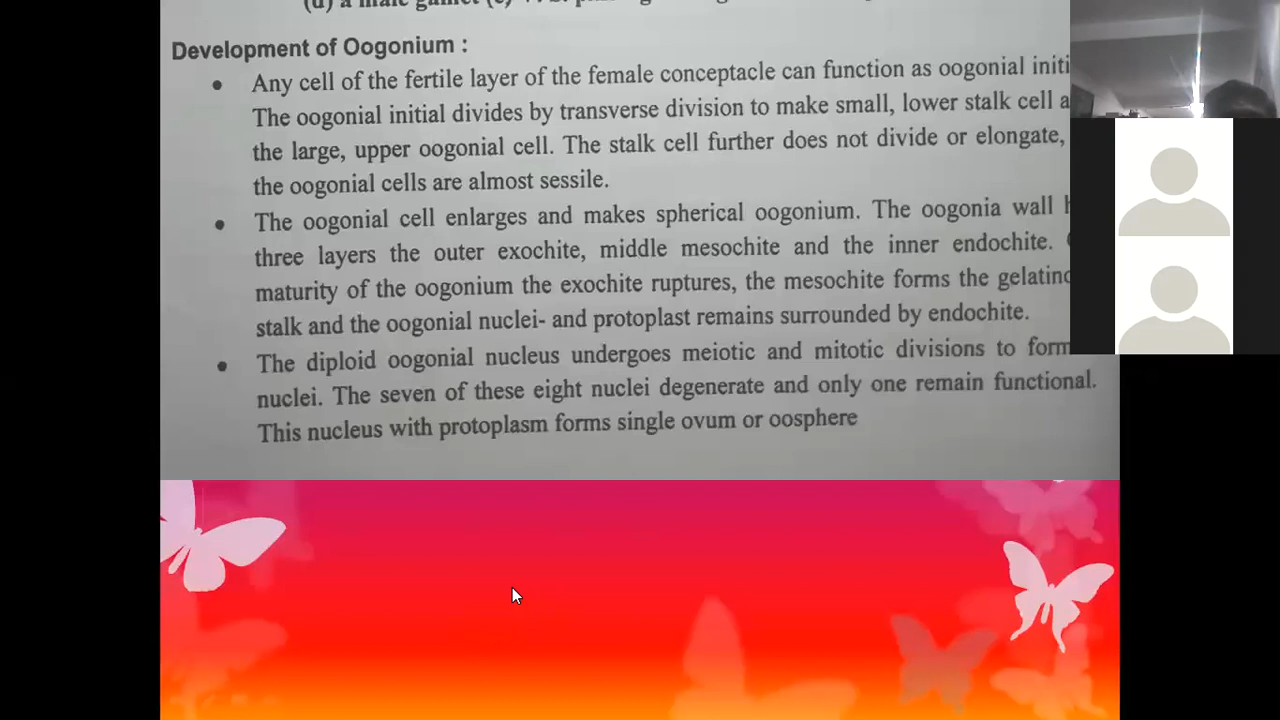 (d) a male gamet (e)
Development of Oogonium :
• Any cell of the fertile layer of the female conceptacle can function as oogonial
The oogonial initial divides by transverse division to make small, lower stalk cell
the large, upper oogonial cell. The stalk cell further does not divide or elongate,
the oogonial cells are almost sessile.
• The oogonial cell enlarges and makes spherical oogonium. The oogonia wall
three layers the outer exochite, middle mesochite and the inner endochite.
maturity of the oogonium the exochite ruptures, the mesochite forms the
stalk and the oogonial nuclei- and protoplast remains surrounded by endochite.
• The diploid oogonial nucleus undergoes meiotic and mitotic divisions to form
nuclei. The seven of these eight nuclei degenerate and only one remain functional.
This nucleus with protoplasm forms single ovum or oosphere